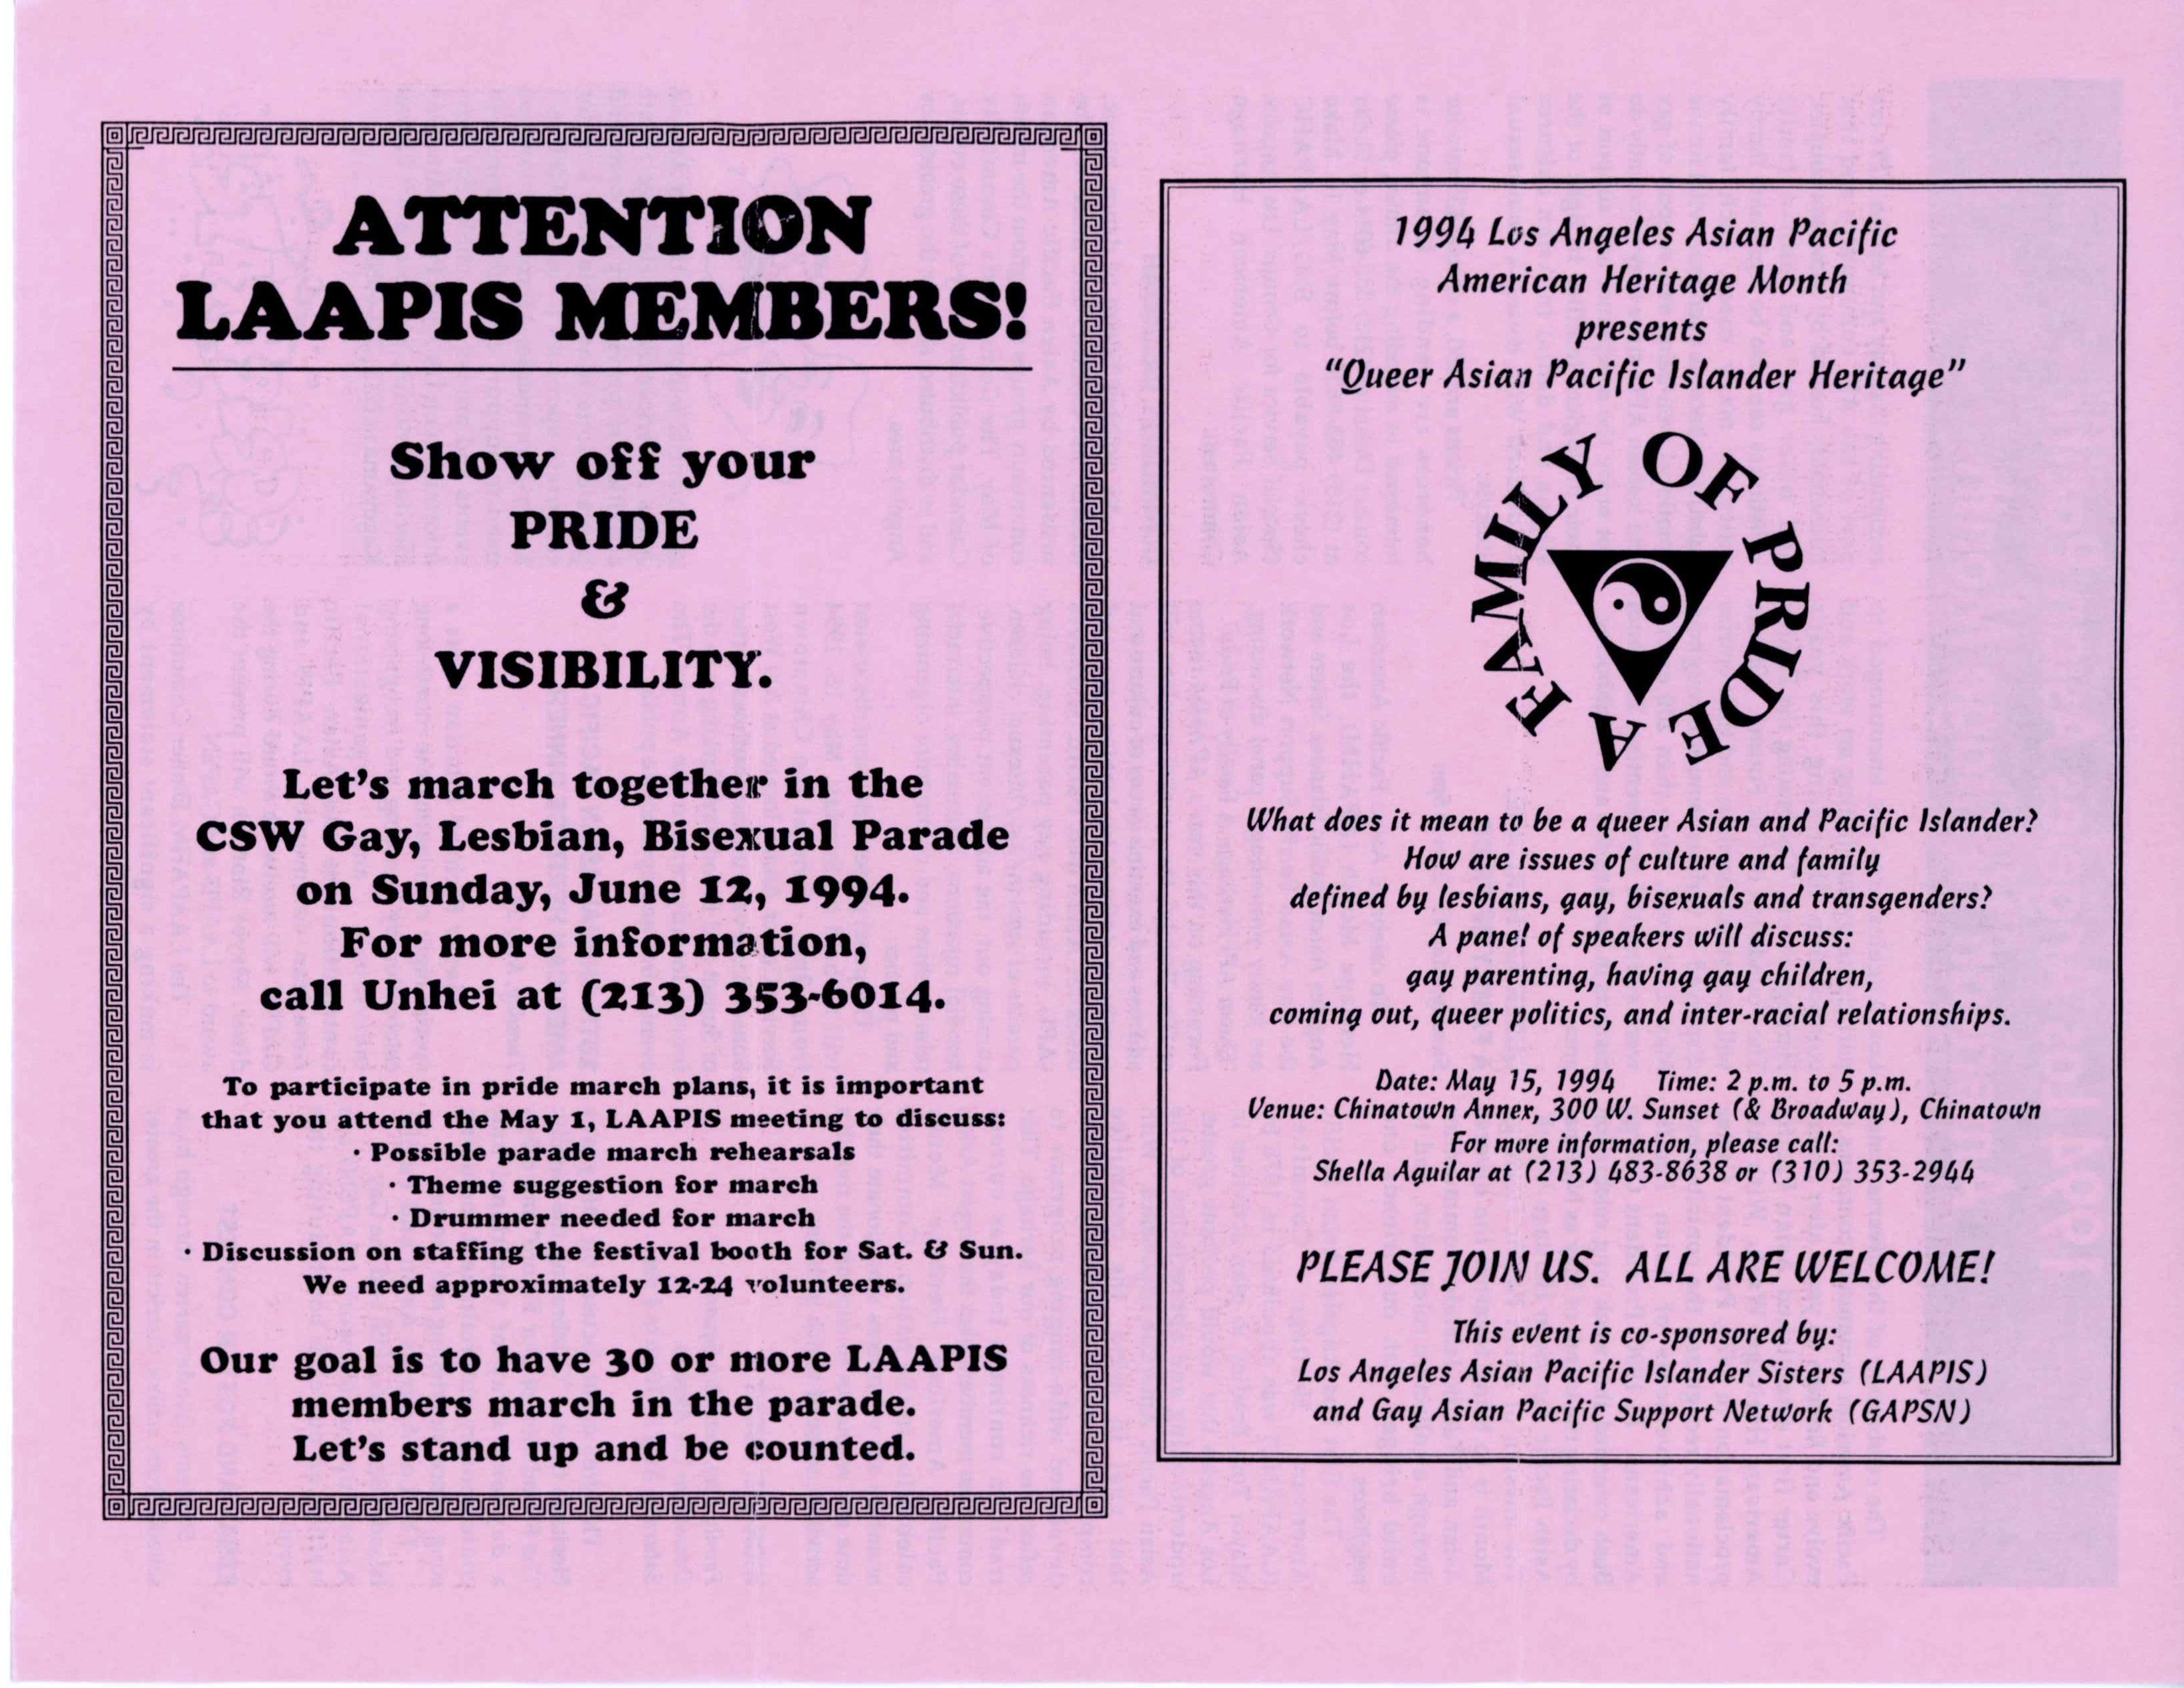 ATTENTION
LAAPIS MEMBERS!
Show off your
PRIDE
&
VISIBILITY.
Let's march together in the
CSW Gay, Lesbian, Bisexual Parade
on Sunday, June 12, 1994.
For more information,
call Unhei at (213) 353-6014.
To participate in pride march plans, it is important
that you attend the May 1, LAAPIS meeting to discuss:
· Possible parade march rehearsals
· Theme suggestion for march
· Drummer needed for march
· Discussion on staffing the festival booth for Sat. & Sun.
We need approximately 12-24 volunteers.
Our goal is to have 30 or more LAAPIS
members march in the parade.
Let's stand up and be counted.
1994 Los Angeles Asian Pacific
American Heritage Month
presents
“Queer Asian Pacific Islander Heritage”
A FAMILY OF PRIDE
What does it mean to be a queer Asian and Pacific Islander?
How are issues of culture and family
defined by lesbians, gay, bisexuals and transgenders?
A panel of speakers will discuss:
gay parenting, having gay children,
coming out, queer politics, and inter-racial relationships.
Date: May 15, 1994 Time: 2 p.m. to 5 p.m.
Venue: Chinatown Annex, 300 W. Sunset (& Broadway), Chinatown
For more information, please call:
Shella Aguilar at (213) 483-8638 or (310) 353-2944
PLEASE JOIN US. ALL ARE WELCOME!
This event is co-sponsored by:
Los Angeles Asian Pacific Islander Sisters (LAAPIS)
and Gay Asian Pacific Support Network (GAPSN)